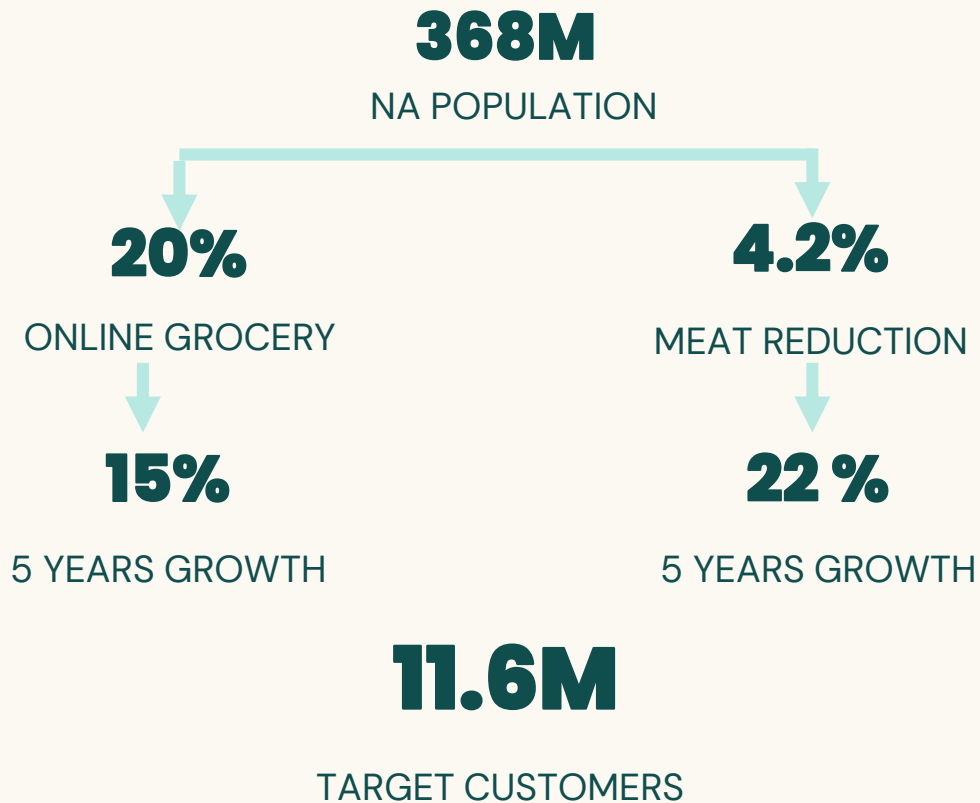 368M
NA POPULATION
20%
4.2%
ONLINE GROCERY
MEAT REDUCTION
15%
22 %
5 YEARS GROWTH
5 YEARS GROWTH
11.6M
TARGET CUSTOMERS